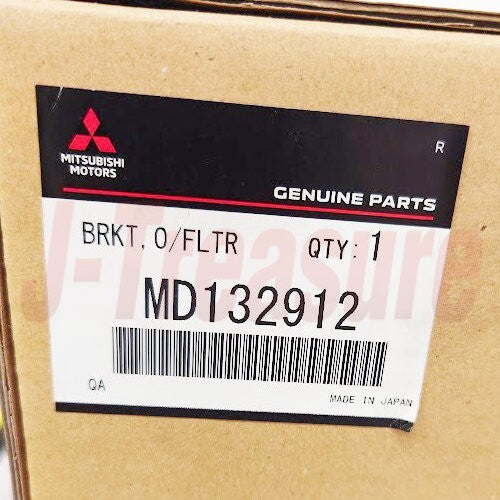 R
MITSUBISHI
MOTORS
GENUINE PARTS
BRKT, O/FLTR QTY: 1
MD132912
QA
MADE IN JAPAN
J-Treasure